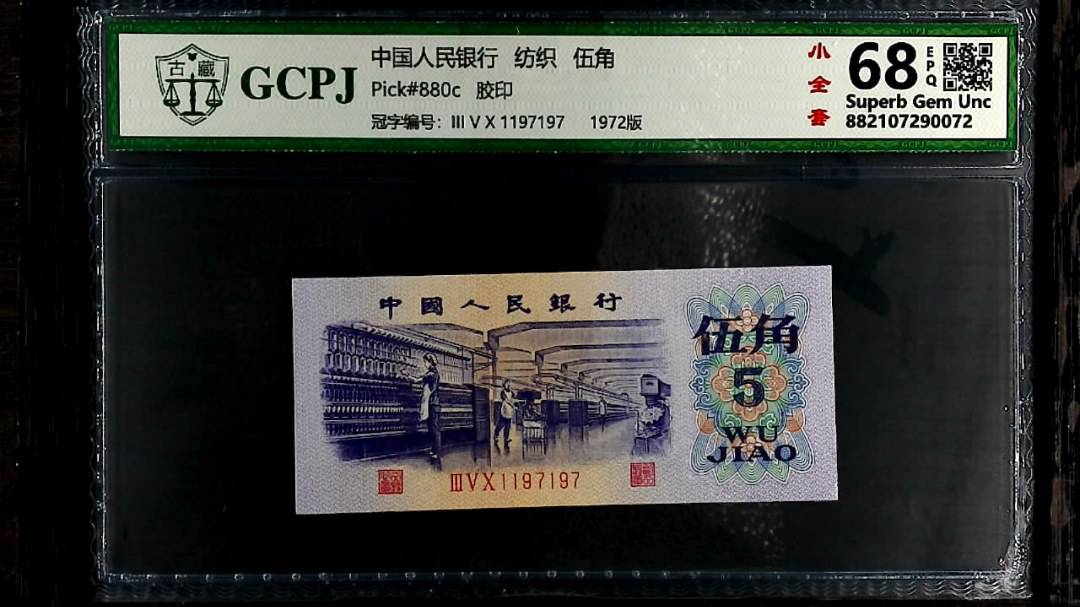 古藏
GCPJ
中国人民银行 纺织 伍角
Pick#880c 胶印
冠字编号: III V X 1197197 1972版
小全套
68
EPQ
Superb Gem Unc
882107290072
中國人民銀行
伍角
5
WU
JIAO
III V X 1197197